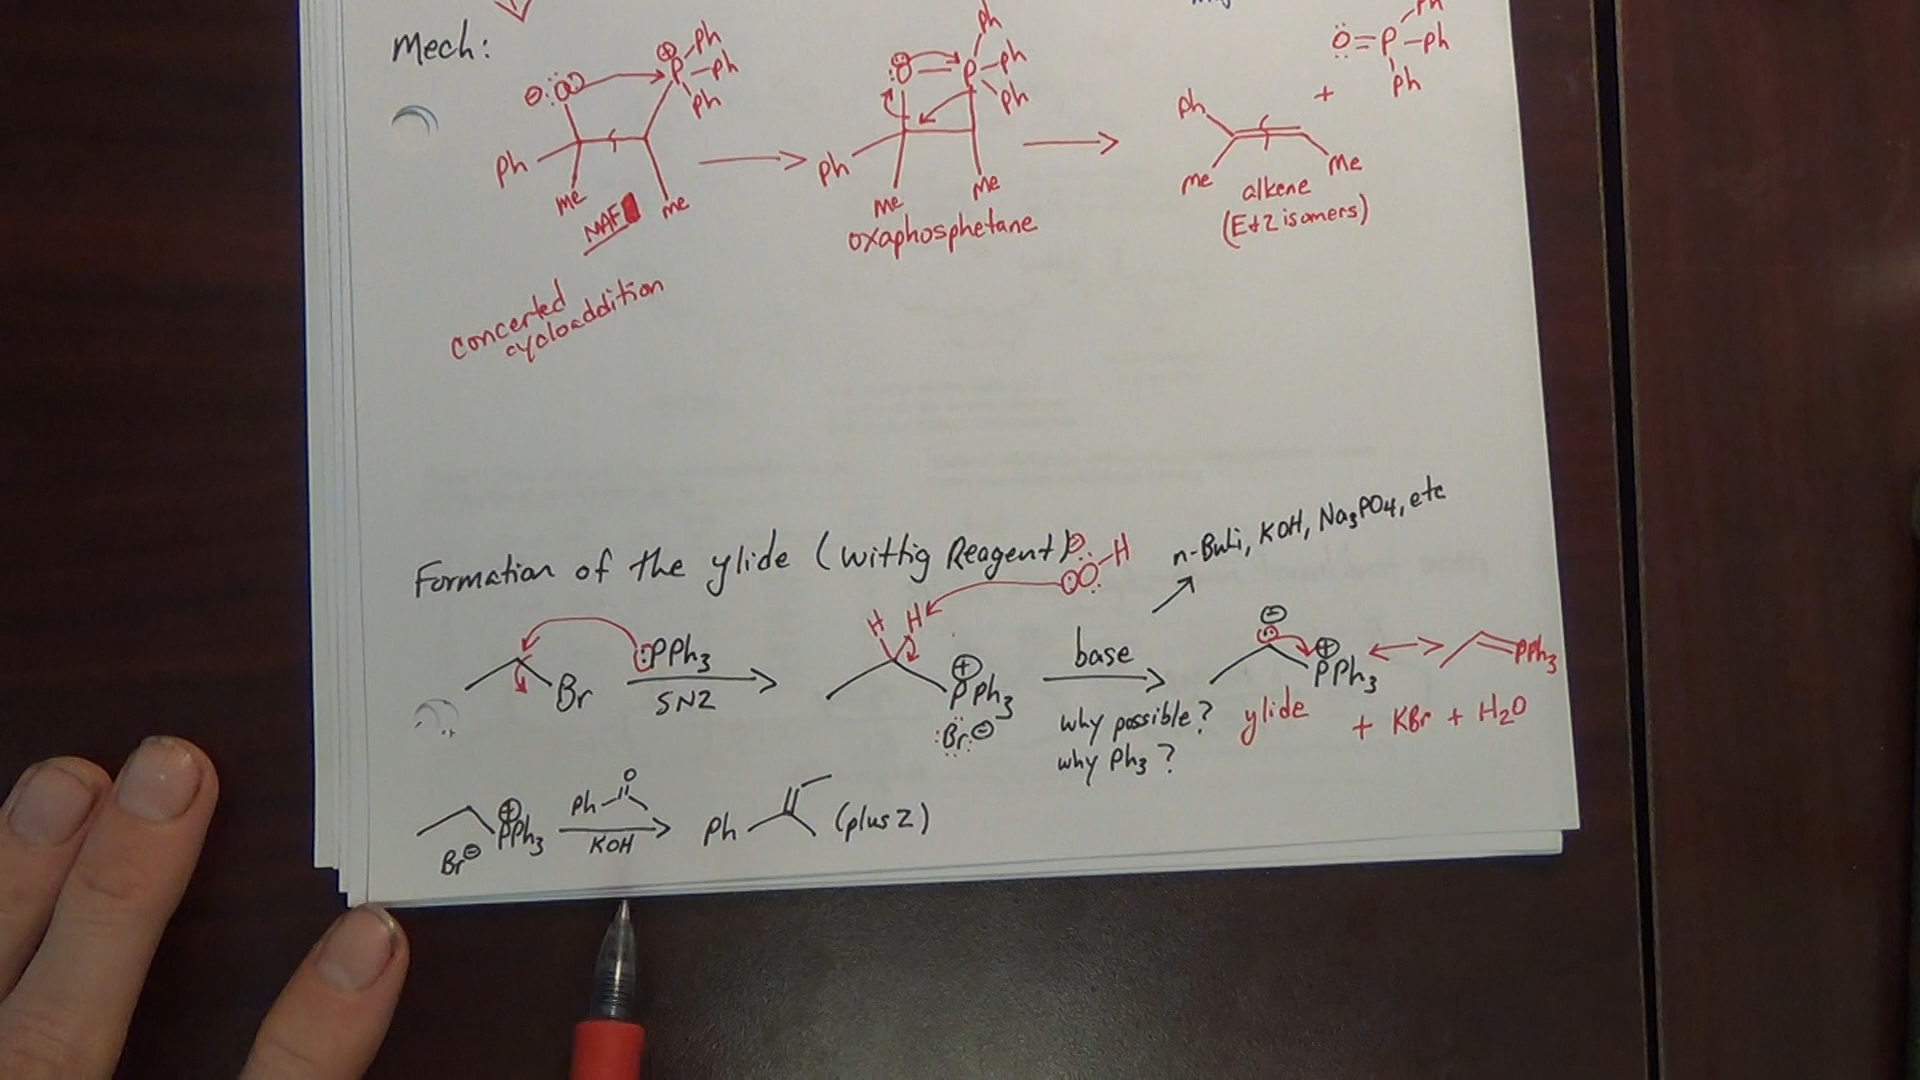 Mech:
⊖:O ⊕P-Ph Ph Ph
Ph Me Me
NAF
concerted
cycloaddition
:O P Ph Ph Ph
Ph Me Me
oxaphosphetane
Ph Me Me
alkene
(E+Z isomers)
+ O=P-Ph Ph Ph
Formation of the ylide (Wittig Reagent)
⊖ O-H
n-BuLi, KOH, Na3PO4, etc
Br :PPh3 SN2
H H ⊕PPh3
:Br:⊖
base
why possible?
why Ph3?
⊖ ⊕PPh3 PPh3
ylide + KBr + H2O
⊕PPh3 Br⊖
Ph O
KOH
Ph (plus Z)